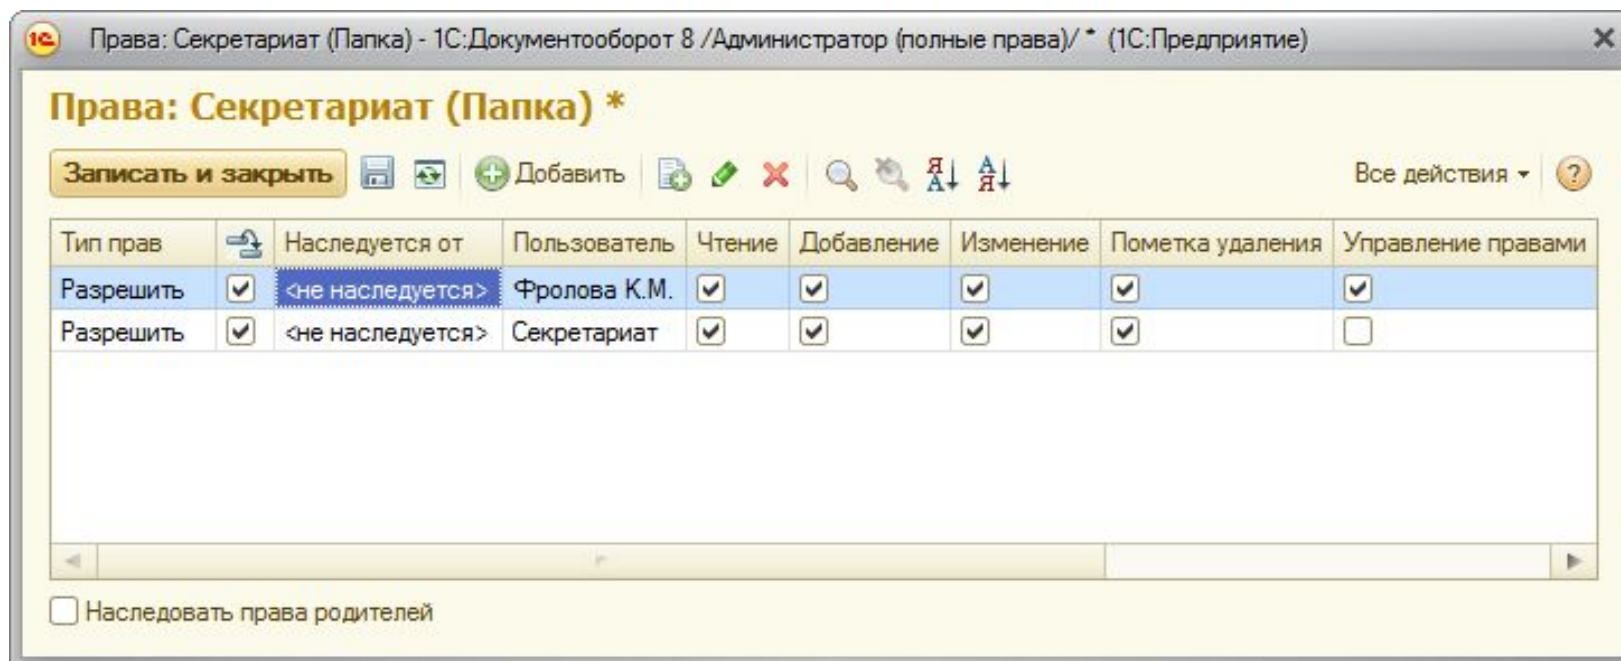 1С Права: Секретариат (Папка) - 1С:Документооборот 8 /Администратор (полные права)/ * (1С:Предприятие)
Права: Секретариат (Папка) *
Записать и закрыть Добавить Я А А Я Все действия ?
Тип прав Наследуется от Пользователь Чтение Добавление Изменение Пометка удаления Управление правами
Разрешить <не наследуется> Фролова К.М.
Разрешить <не наследуется> Секретариат
Наследовать права родителей